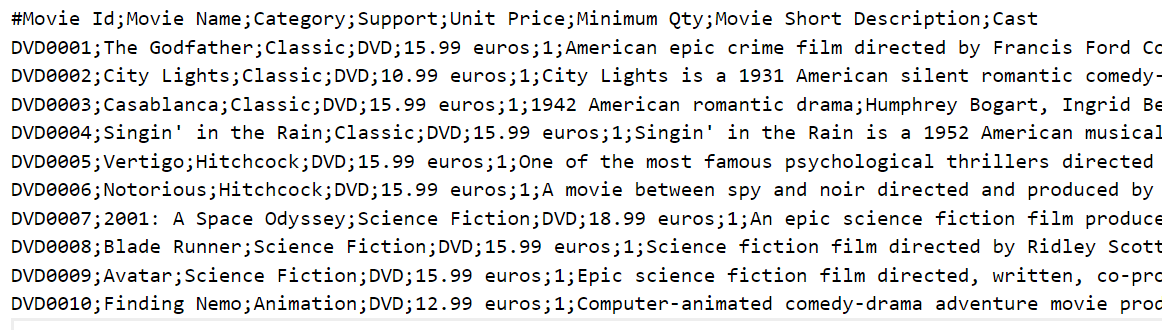 #Movie Id;Movie Name;Category;Support;Unit Price;Minimum Qty;Movie Short Description;Cast
DVD0001;The Godfather;Classic;DVD;15.99 euros;1;American epic crime film directed by Francis Ford Co
DVD0002;City Lights;Classic;DVD;10.99 euros;1;City Lights is a 1931 American silent romantic comedy-
DVD0003;Casablanca;Classic;DVD;15.99 euros;1;1942 American romantic drama;Humphrey Bogart, Ingrid Be
DVD0004;Singin' in the Rain;Classic;DVD;15.99 euros;1;Singin' in the Rain is a 1952 American musical
DVD0005;Vertigo;Hitchcock;DVD;15.99 euros;1;One of the most famous psychological thrillers directed
DVD0006;Notorious;Hitchcock;DVD;15.99 euros;1;A movie between spy and noir directed and produced by
DVD0007;2001: A Space Odyssey;Science Fiction;DVD;18.99 euros;1;An epic science fiction film produce
DVD0008;Blade Runner;Science Fiction;DVD;15.99 euros;1;Science fiction film directed by Ridley Scott
DVD0009;Avatar;Science Fiction;DVD;15.99 euros;1;Epic science fiction film directed, written, co-pro
DVD0010;Finding Nemo;Animation;DVD;12.99 euros;1;Computer-animated comedy-drama adventure movie prod